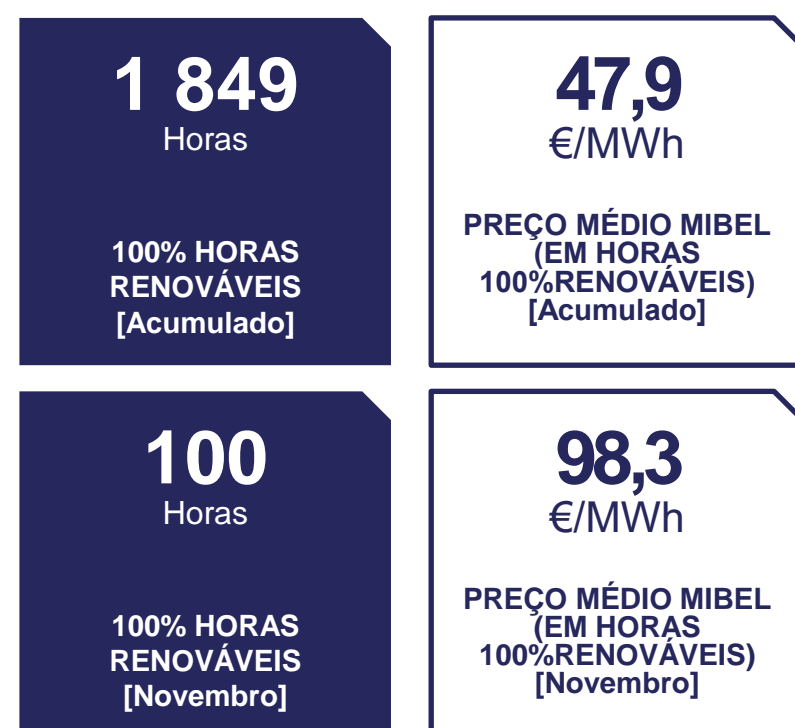 1 849
Horas
100% HORAS
RENOVÁVEIS
[Acumulado]
47,9
€/MWh
PREÇO MÉDIO MIBEL
(EM HORAS
100%RENOVÁVEIS)
[Acumulado]
100
Horas
100% HORAS
RENOVÁVEIS
[Novembro]
98,3
€/MWh
PREÇO MÉDIO MIBEL
(EM HORAS
100%RENOVÁVEIS)
[Novembro]